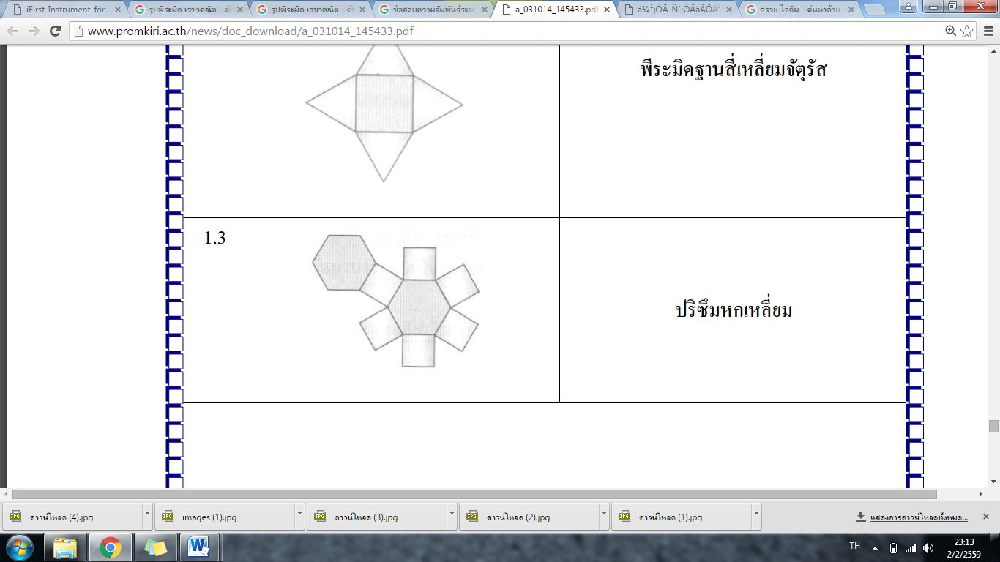 iFirst-Instrument-for-
รูปพีระมิด เรขาคณิต - ค้น
รูปพีระมิด เรขาคณิต - ค้น
ข้อสอบความสัมพันธ์ระห
a_031014_145433.pdf
á¼¹¡ÒÃ¨Ñ´¡ÒÃàÃÕÂ¹
กรวย ไอติม - ค้นหาด้วย
www.promkiri.ac.th/news/doc_download/a_031014_145433.pdf
พีระมิดฐานสี่เหลี่ยมจัตุรัส
1.3
ปริซึมหกเหลี่ยม
ดาวน์โหลด (4).jpg
images (1).jpg
ดาวน์โหลด (3).jpg
ดาวน์โหลด (2).jpg
ดาวน์โหลด (1).jpg
แสดงการดาวน์โหลดทั้งหมด...
TH
23:13
2/2/2559